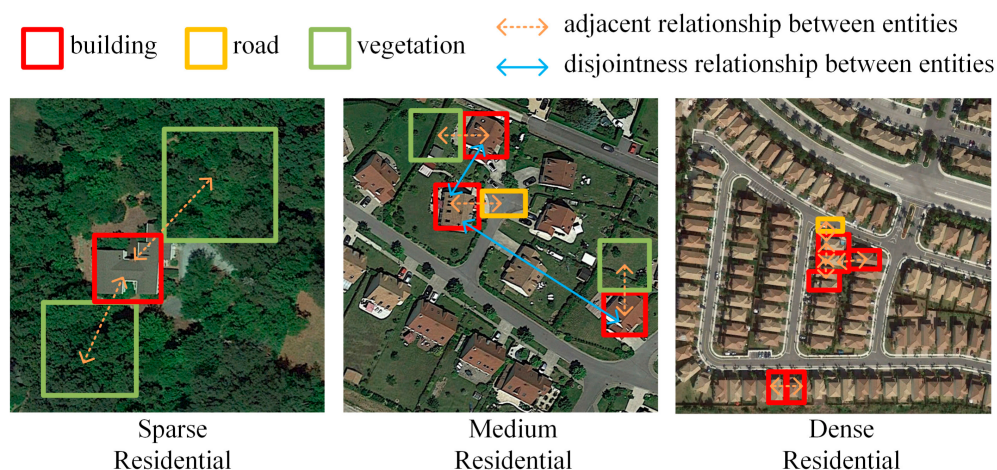 building
road
vegetation
adjacent relationship between entities
disjointness relationship between entities
Sparse
Residential
Medium
Residential
Dense
Residential